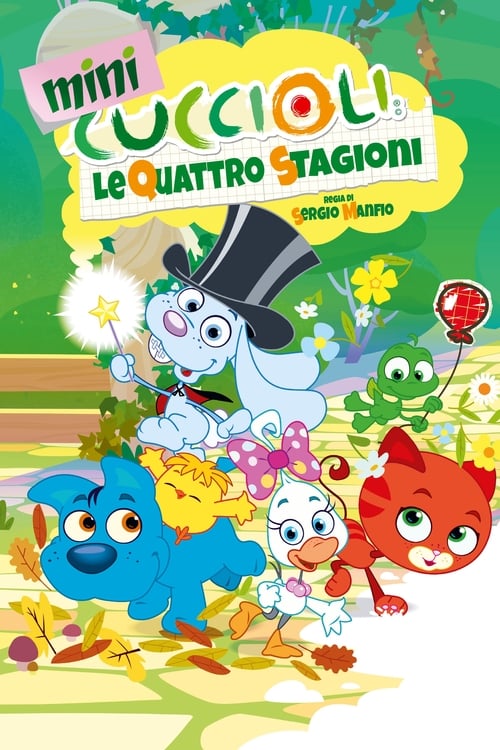 mini
CUCCIOLI
Le Quattro Stagioni
REGIA DI
SERGIO MANFIO